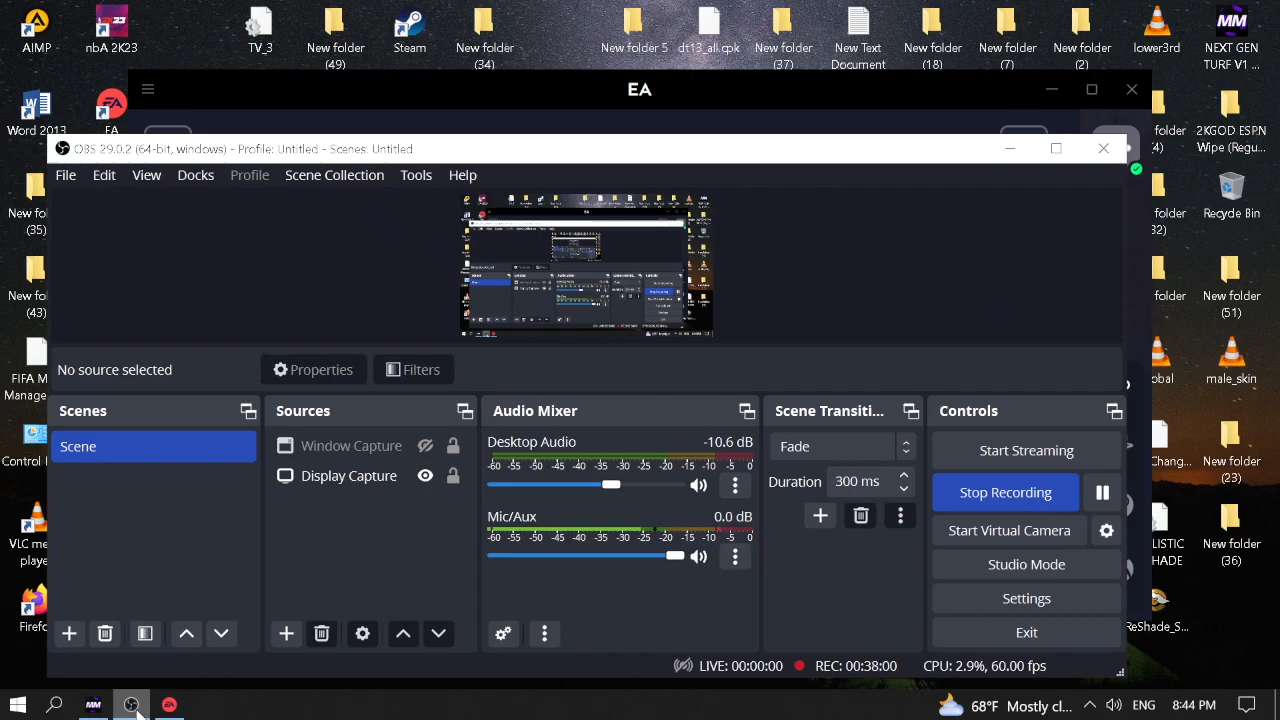 AIMP
nbA 2K23
TV_3
New folder
(49)
Steam
New folder
(34)
New folder 5
dt13_all.cpk
New folder
(37)
New Text
Document
New folder
(18)
New folder
(7)
New folder
(2)
lower3rd
NEXT GEN
TURF V1 ...
EA
Word 2013
EA
2KGOD ESPN
Wipe (Regu...
OBS 29.0.2 (64-bit, windows) - Profile: Untitled - Scenes: Untitled
File
Edit
View
Docks
Profile
Scene Collection
Tools
Help
(35)
Recycle Bin
(43)
New folder
(51)
No source selected
Properties
Filters
FIFA M
Manage
male_skin
Scenes
Sources
Audio Mixer
Scene Transiti...
Controls
Scene
Window Capture
Display Capture
Desktop Audio
-10.6 dB
-60 -55 -50 -45 -40 -35 -30 -25 -20 -15 -10 -5 0
Mic/Aux
0.0 dB
-60 -55 -50 -45 -40 -35 -30 -25 -20 -15 -10 -5 0
Fade
Duration
300 ms
Start Streaming
Stop Recording
Start Virtual Camera
Studio Mode
Settings
Exit
New folder
(23)
VLC me
player
New folder
(36)
Firefo
ReShade_S...
LIVE: 00:00:00
REC: 00:38:00
CPU: 2.9%, 60.00 fps
68°F Mostly cl...
ENG
8:44 PM